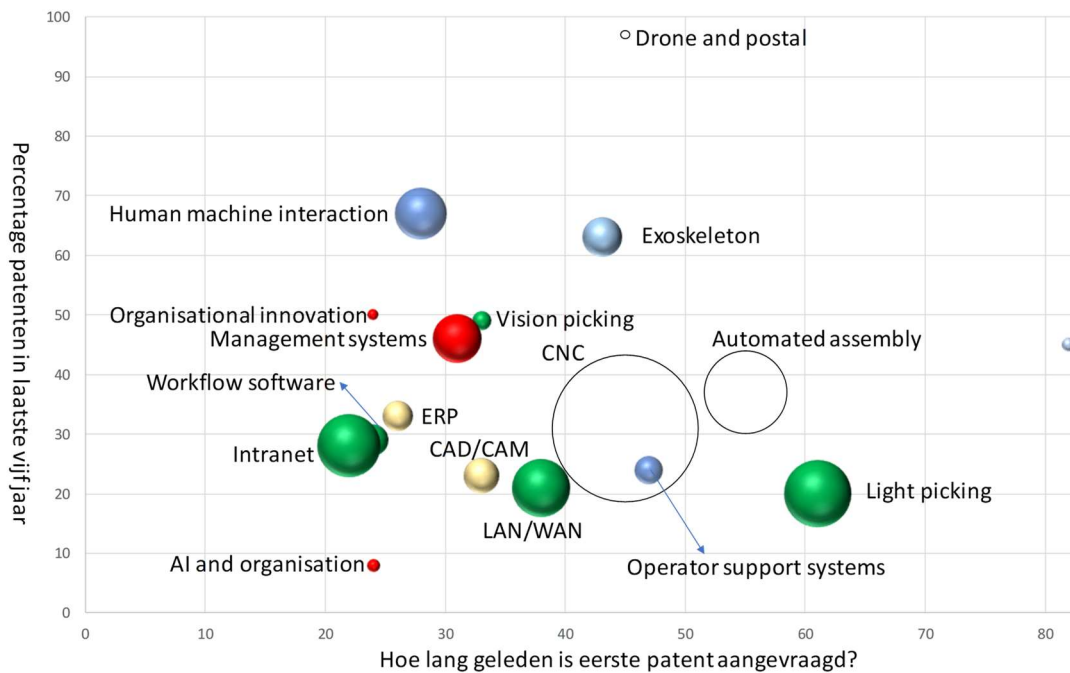 100
90
80
70
60
50
40
30
20
10
0
Percentage patenten in laatste vijf jaar
Drone and postal
Human machine interaction
Exoskeleton
Organisational innovation
Vision picking
Management systems
CNC
Automated assembly
Workflow software
ERP
Intranet
CAD/CAM
LAN/WAN
Light picking
AI and organisation
Operator support systems
0 10 20 30 40 50 60 70 80
Hoe lang geleden is eerste patent aangevraagd?